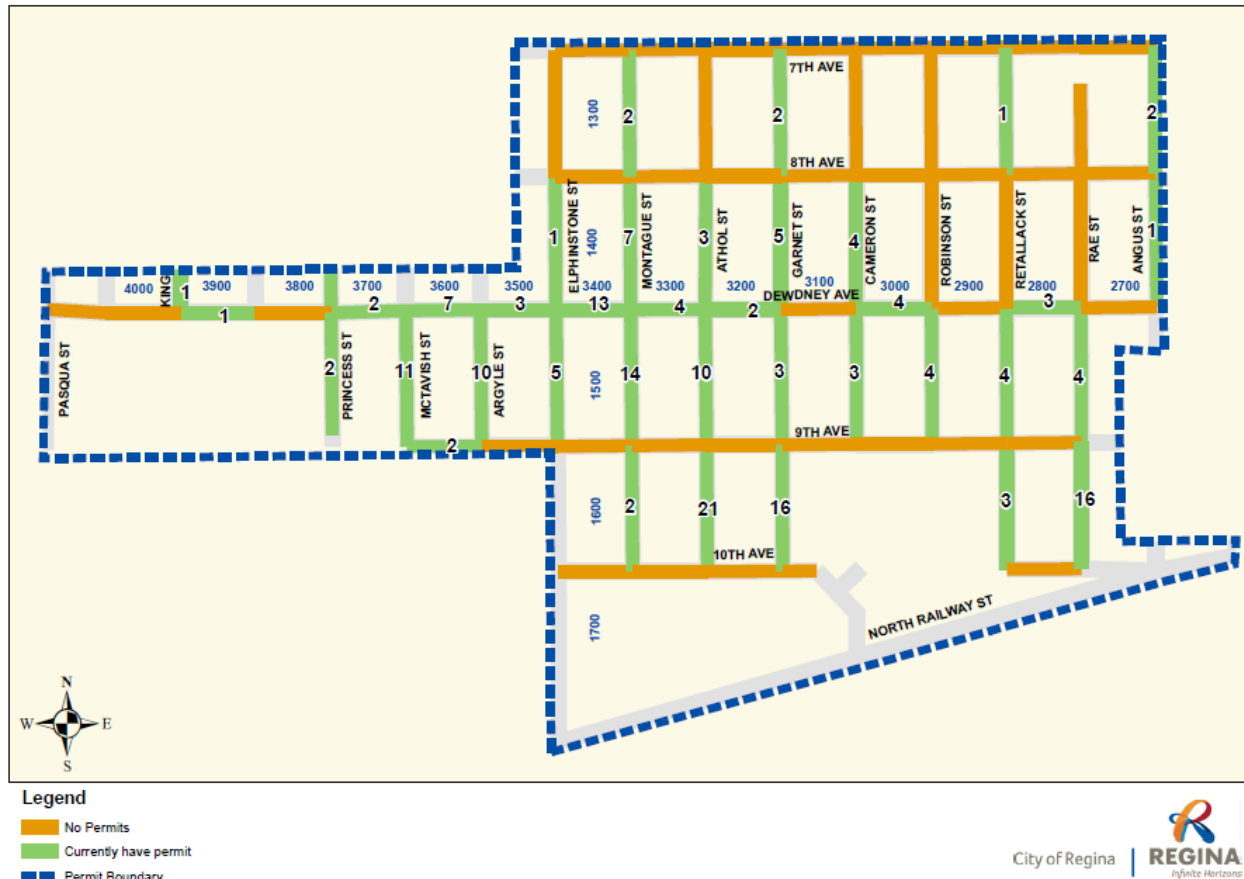 7TH AVE
1300
2
2
1
2
8TH AVE
ELPHINSTONE ST
MONTAGUE ST
ATHOL ST
GARNET ST
CAMERON ST
ROBINSON ST
RETALLACK ST
RAE ST
ANGUS ST
1
1400
7
3
5
4
1
4000
KING
1
3900
3800
3700
3600
3500
3400
3300
3200
3100
3000
2900
2800
2700
DEWDNEY AVE
1
2
7
3
13
4
2
4
3
PASQUA ST
2
PRINCESS ST
11
MCTAVISH ST
10
ARGYLE ST
5
1500
14
10
3
3
4
4
4
9TH AVE
2
1600
2
21
16
3
16
10TH AVE
1700
NORTH RAILWAY ST
N
W
E
S
Legend
No Permits
Currently have permit
Permit Boundary
City of Regina
REGINA
Infinite Horizons